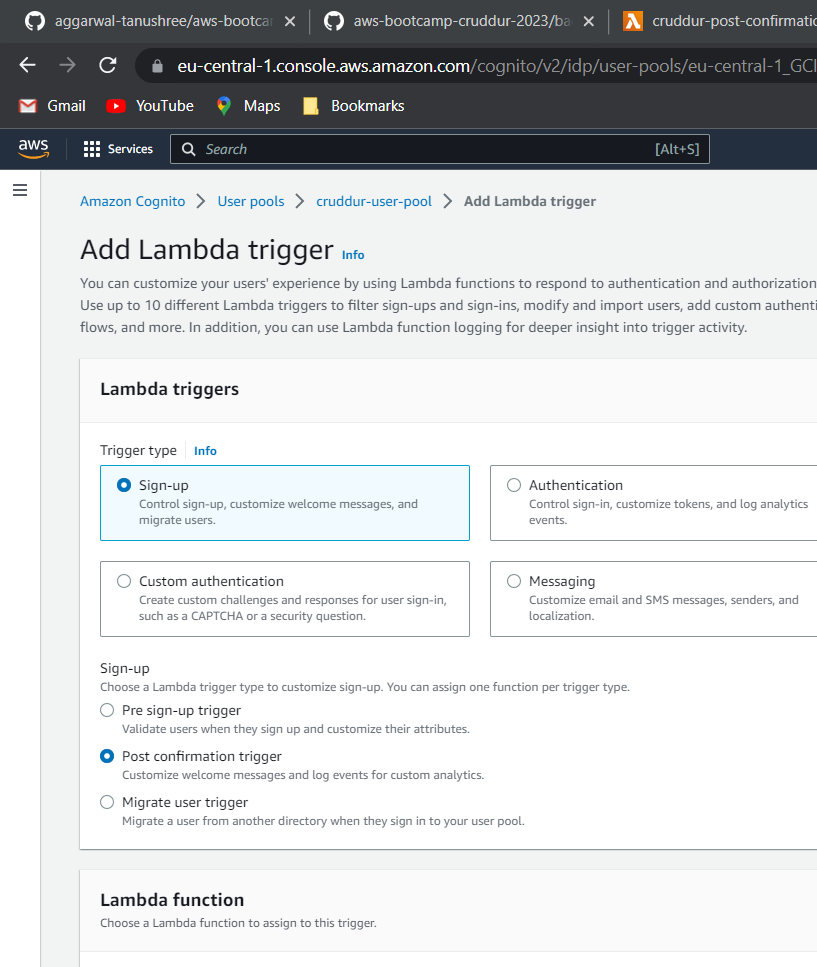 aggarwal-tanushree/aws-bootcar
aws-bootcamp-cruddur-2023/ba
cruddur-post-confirmatic
eu-central-1.console.aws.amazon.com/cognito/v2/idp/user-pools/eu-central-1_GCI
Gmail YouTube Maps Bookmarks
aws Services Search [Alt+S]
Amazon Cognito > User pools > cruddur-user-pool > Add Lambda trigger
Add Lambda trigger Info
You can customize your users' experience by using Lambda functions to respond to authentication and authorization
Use up to 10 different Lambda triggers to filter sign-ups and sign-ins, modify and import users, add custom authenti
flows, and more. In addition, you can use Lambda function logging for deeper insight into trigger activity.
Lambda triggers
Trigger type Info
Sign-up
Control sign-up, customize welcome messages, and
migrate users.
Authentication
Control sign-in, customize tokens, and log analytics
events.
Custom authentication
Create custom challenges and responses for user sign-in,
such as a CAPTCHA or a security question.
Messaging
Customize email and SMS messages, senders, and
localization.
Sign-up
Choose a Lambda trigger type to customize sign-up. You can assign one function per trigger type.
Pre sign-up trigger
Validate users when they sign up and customize their attributes.
Post confirmation trigger
Customize welcome messages and log events for custom analytics.
Migrate user trigger
Migrate a user from another directory when they sign in to your user pool.
Lambda function
Choose a Lambda function to assign to this trigger.